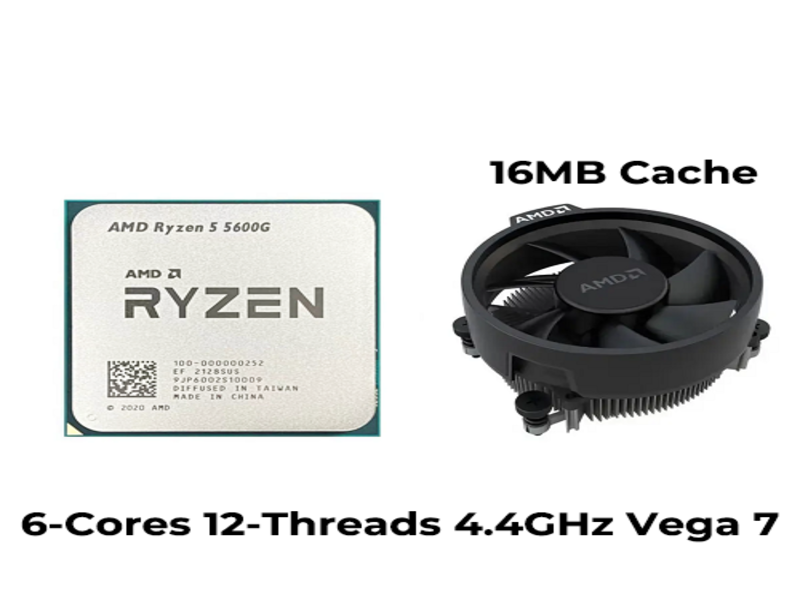 16MB Cache
AMD Ryzen 5 5600G
AMD
RYZEN
100-000000252
EF 2128SUS
9JP6002S10009
DIFFUSED IN TAIWAN
MADE IN CHINA
© 2020 AMD
AMD
AMD
6-Cores 12-Threads 4.4GHz Vega 7